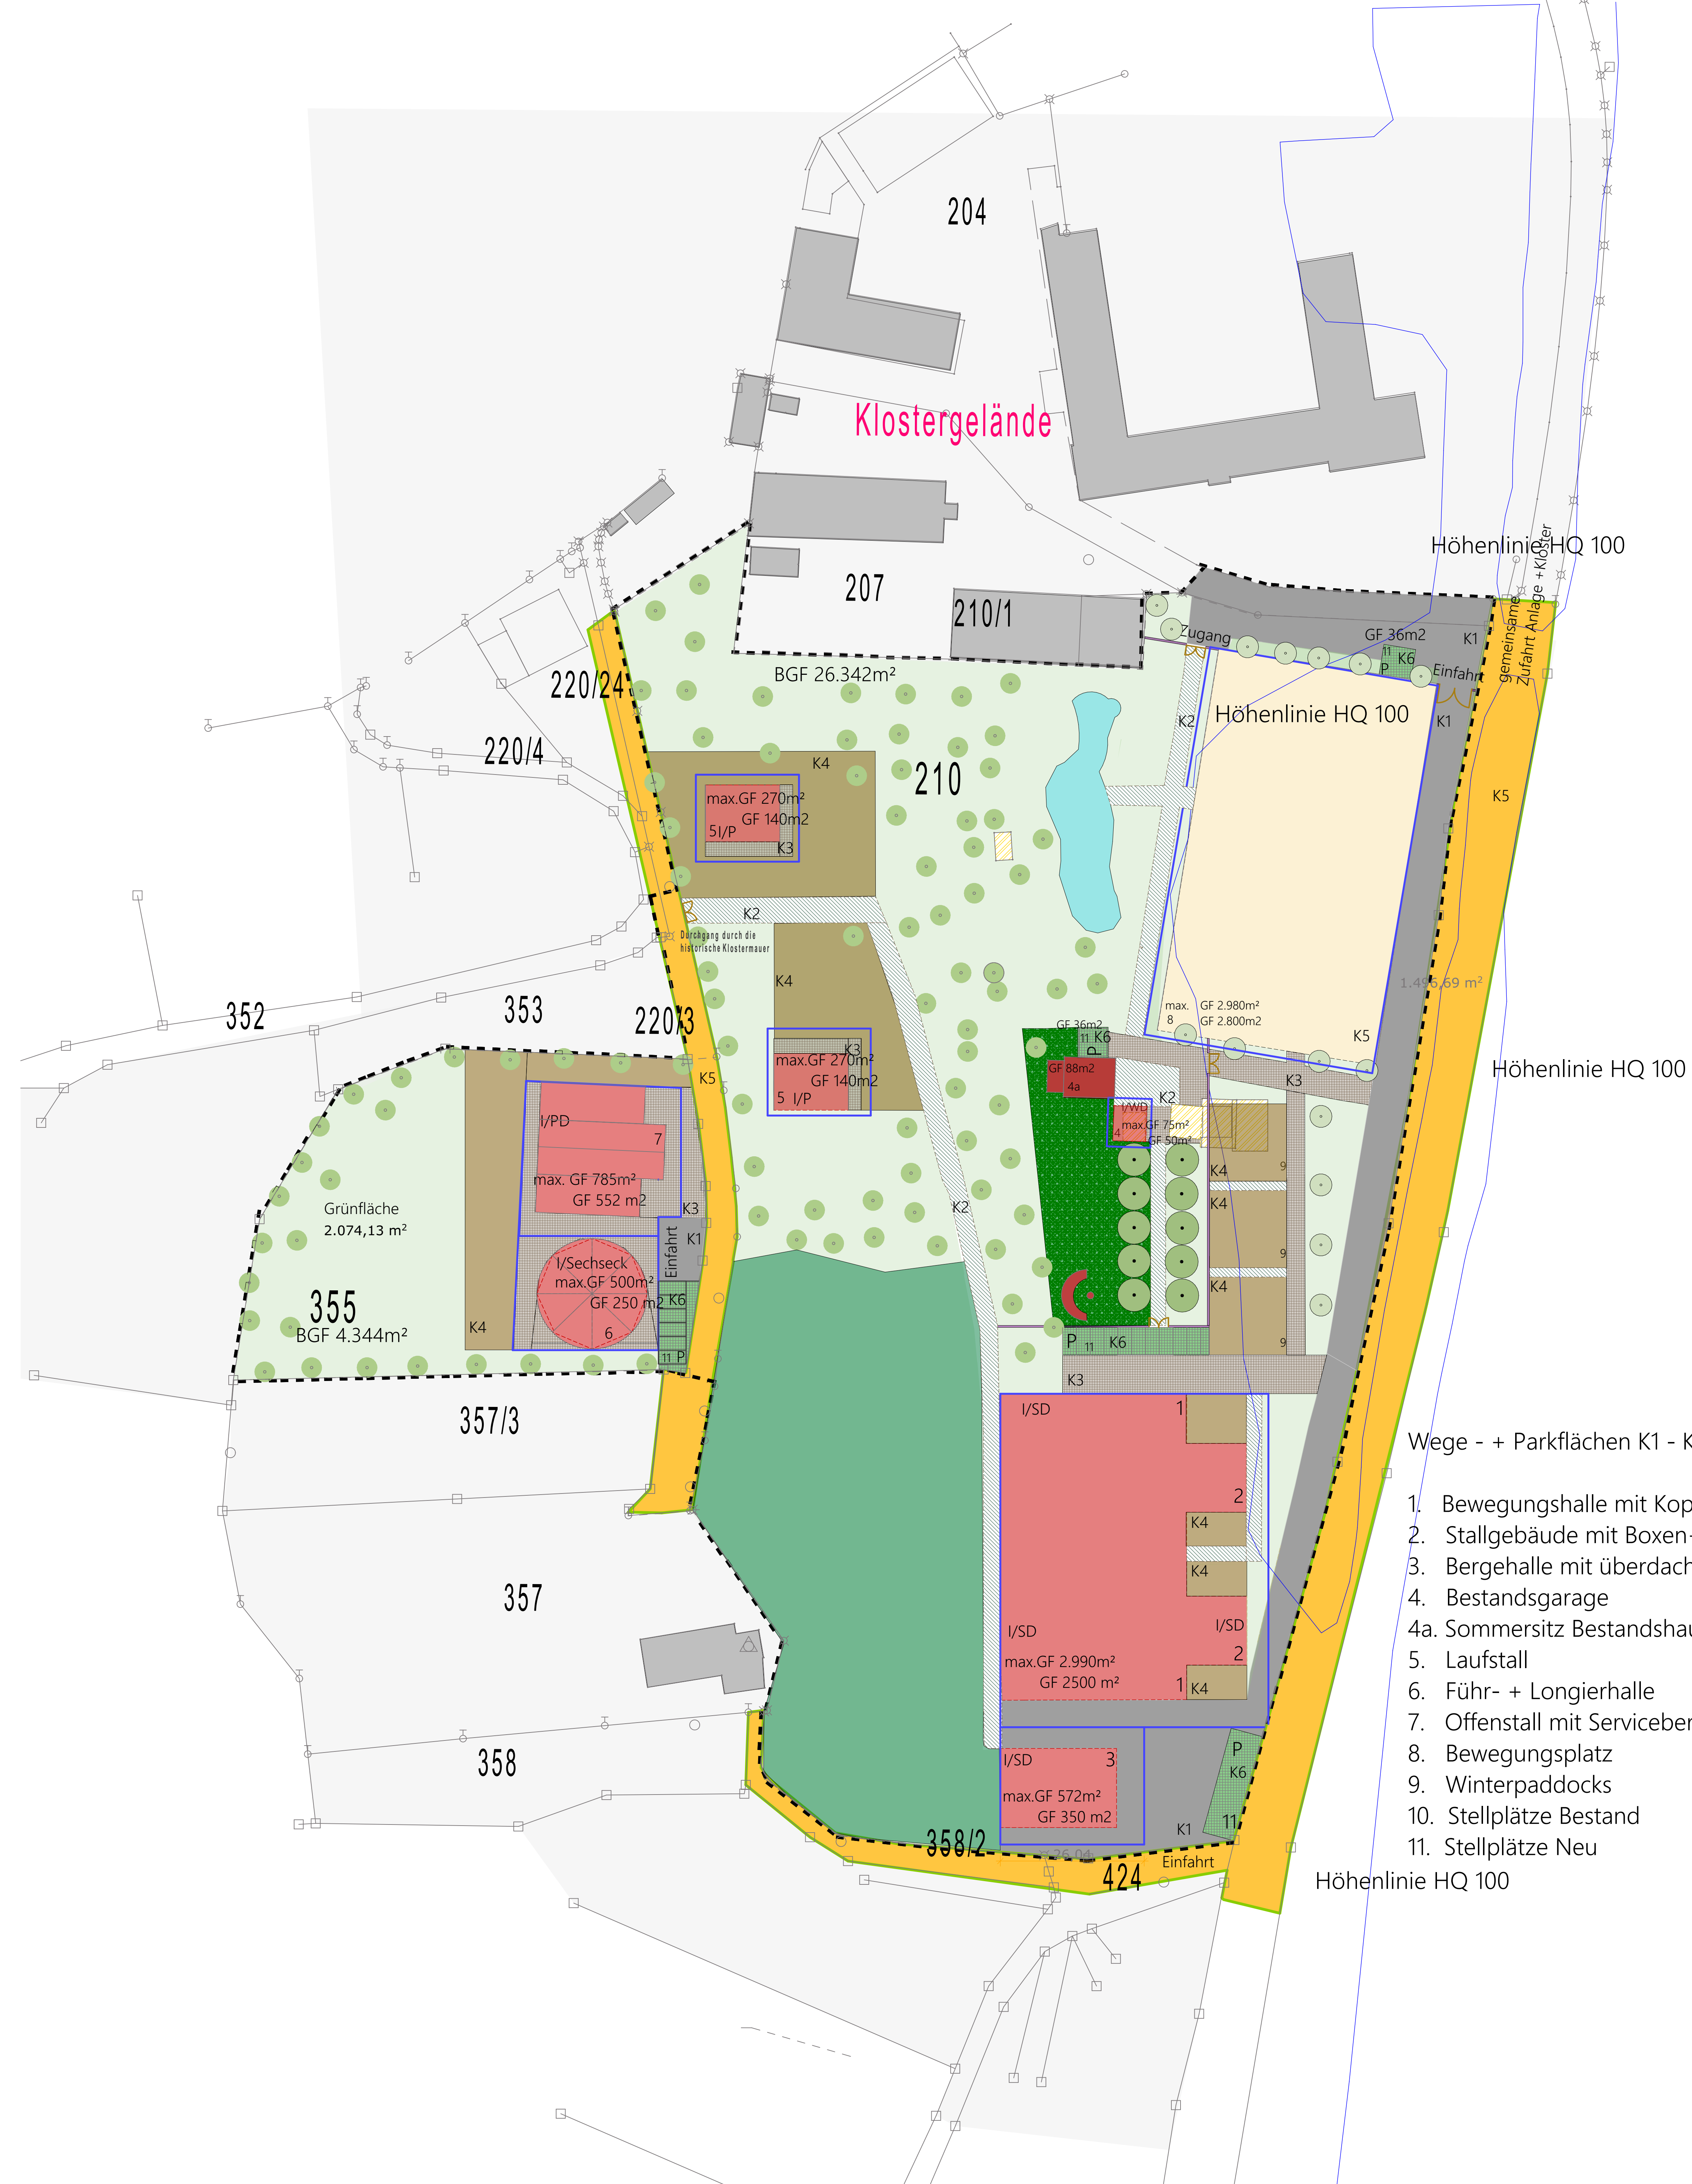 204
Klostergelände
Höhenlinie HQ 100
207
210/1
Zugang
GF 36m2
K1
11
K6
P
Einfahrt
gemeinsame
Zufahrt Anlage +Kloster
BGF 26.342m²
220/24
220/4
K2
Höhenlinie HQ 100
K1
K4
210
K5
max.GF 270m²
GF 140m2
5 I/P
K3
K2
Durchgang durch die
historische Klostermauer
K4
1.496,69 m²
352
353
220/3
max. GF 2.980m²
8 GF 2.800m2
K5
GF 36m2
11 K6
P
K3
max.GF 270m²
GF 140m2
5 I/P
K5
GF 88m2
4a
K3
Höhenlinie HQ 100
K2
I/WD
max.GF 75m²
4
GF 50m²
I/PD
7
max. GF 785m²
GF 552 m2
K4
9
K4
K2
K3
Grünfläche
2.074,13 m²
Einfahrt
K1
9
I/Sechseck
max.GF 500m²
GF 250 m2
K4
355
BGF 4.344m²
K6
K4
6
11 P
P 11 K6
9
K3
357/3
I/SD
1
Wege - + Parkflächen K1 - K
2
K4
1. Bewegungshalle mit Kop
2. Stallgebäude mit Boxen-
3. Bergehalle mit überdach
4. Bestandsgarage
4a. Sommersitz Bestandshau
5. Laufstall
6. Führ- + Longierhalle
7. Offenstall mit Serviceber
8. Bewegungsplatz
9. Winterpaddocks
10. Stellplätze Bestand
11. Stellplätze Neu
K4
357
I/SD
I/SD
2
max.GF 2.990m²
GF 2500 m²
1 K4
358
I/SD
3
P
K6
max.GF 572m²
GF 350 m2
11
K1
358/2
26,04
Einfahrt
424
Höhenlinie HQ 100